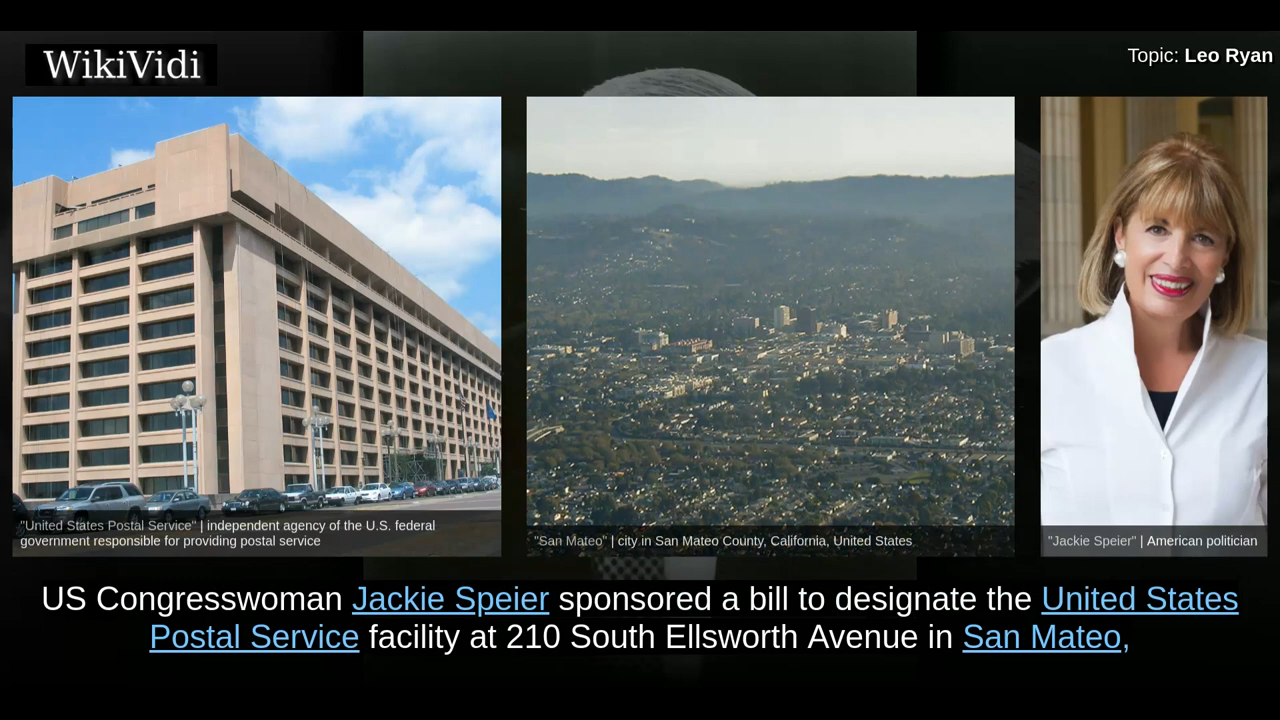 WikiVidi
Topic: Leo Ryan
"United States Postal Service" | independent agency of the U.S. federal
government responsible for providing postal service
"San Mateo" | city in San Mateo County, California, United States
"Jackie Speier" | American politician
US Congresswoman Jackie Speier sponsored a bill to designate the United States
Postal Service facility at 210 South Ellsworth Avenue in San Mateo,